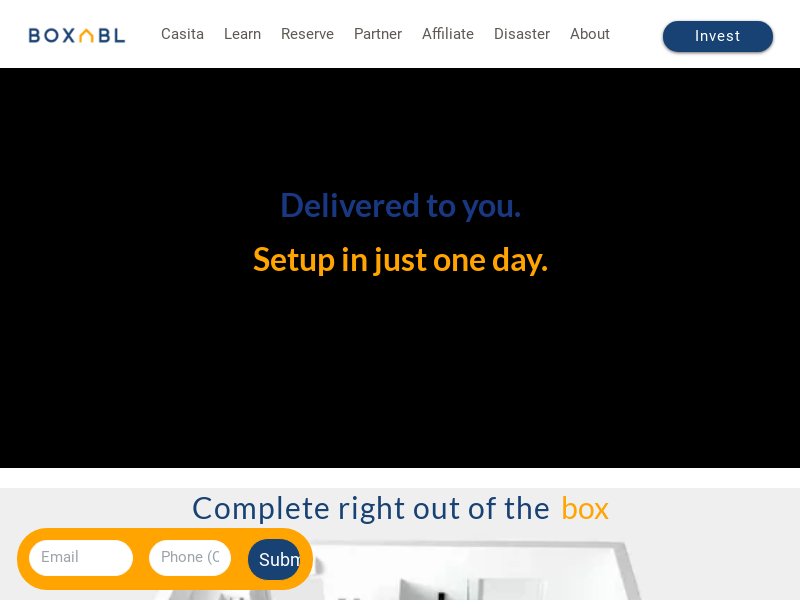 BOXABL
Casita Learn Reserve Partner Affiliate Disaster About
Invest
Delivered to you.
Setup in just one day.
Complete right out of the box
Email
Phone (O
Subm